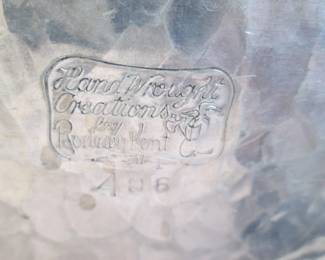 Hand Wrought
Creations
by
Rodney Kent